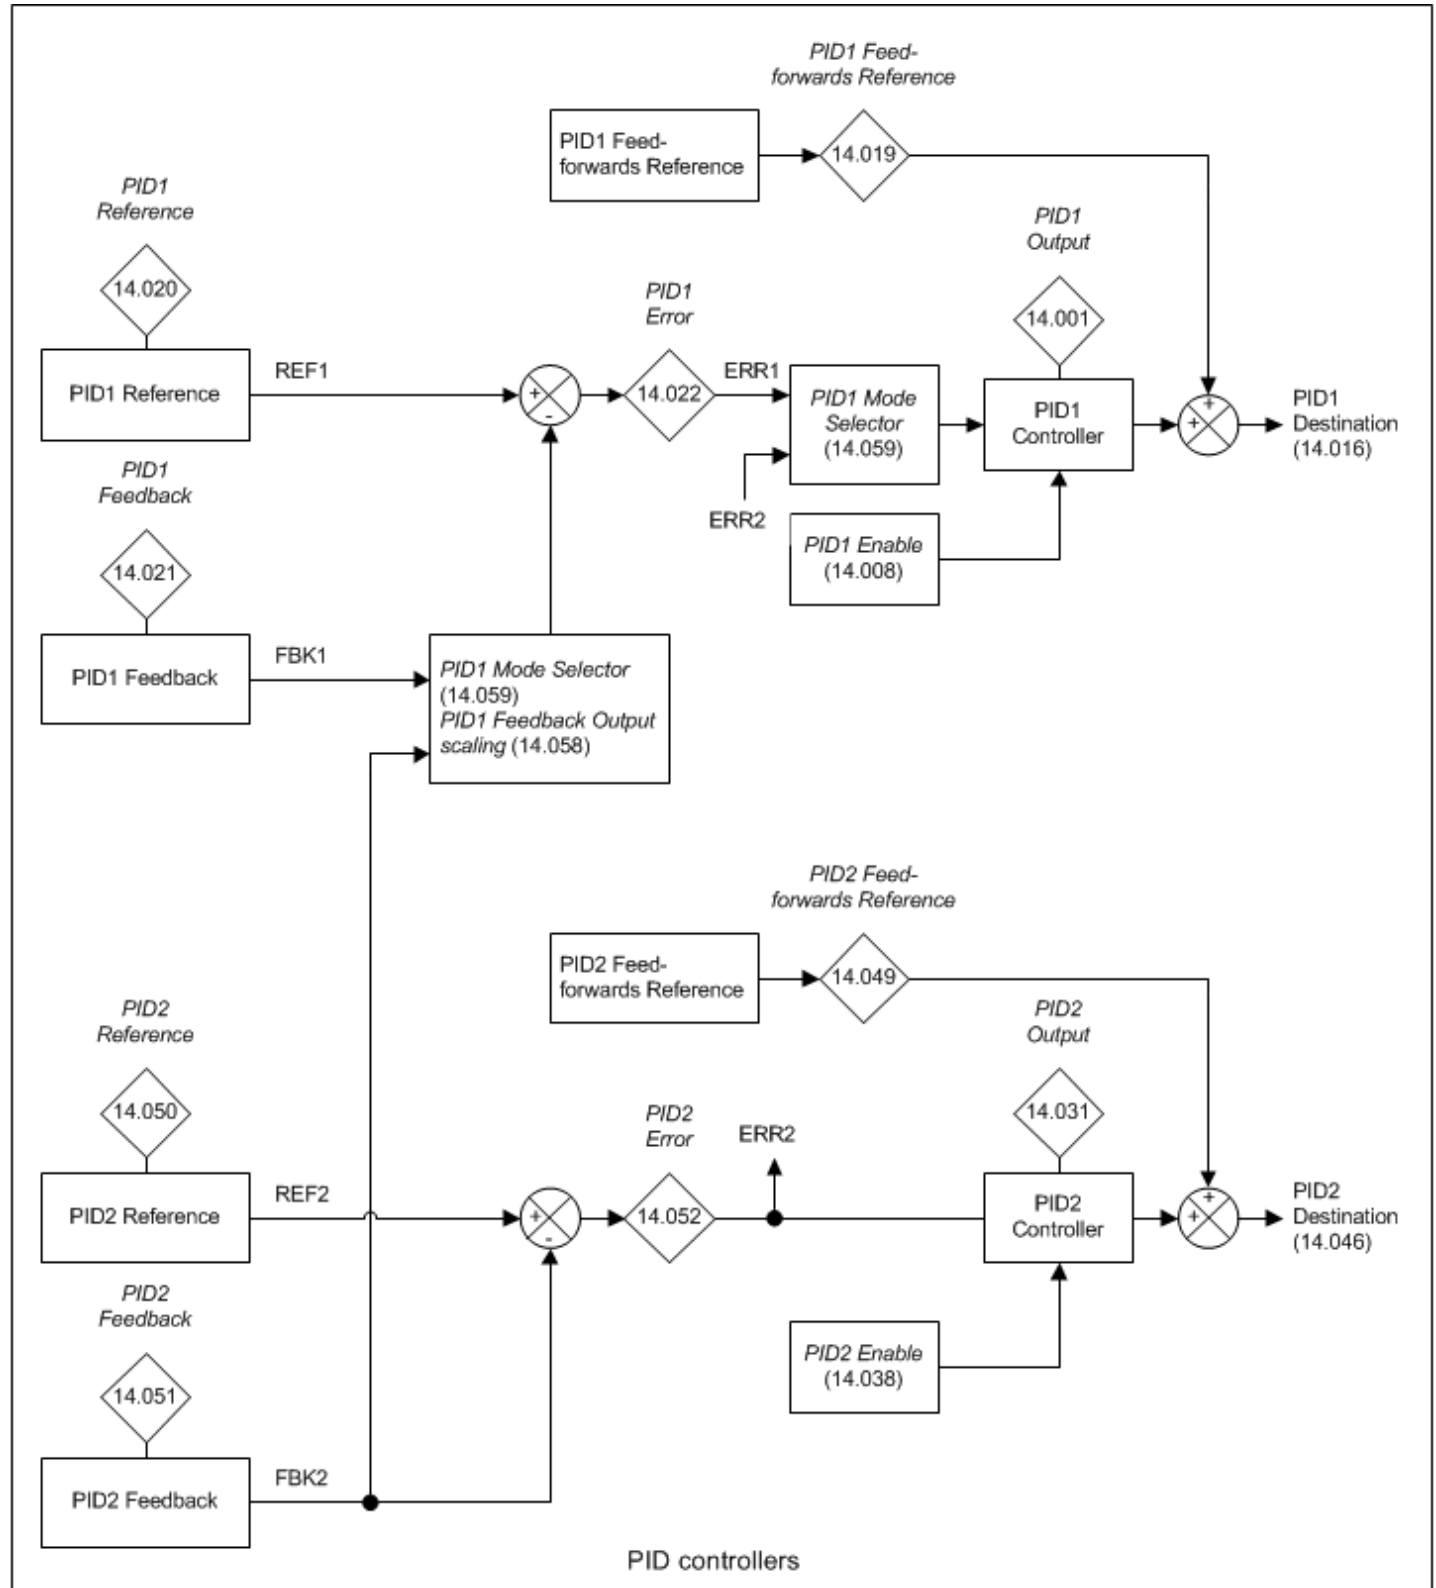 PID1 Feed-
forwards Reference
PID1 Feed-
forwards Reference
14.019
PID1
Reference
14.020
PID1 Reference
REF1
+
-
PID1
Error
14.022
ERR1
ERR2
PID1 Mode
Selector
(14.059)
PID1
Output
14.001
PID1
Controller
+
+
PID1
Destination
(14.016)
PID1 Enable
(14.008)
PID1
Feedback
14.021
PID1 Feedback
FBK1
PID1 Mode Selector
(14.059)
PID1 Feedback Output
scaling (14.058)
PID2 Feed-
forwards Reference
PID2 Feed-
forwards Reference
14.049
PID2
Reference
14.050
PID2 Reference
REF2
+
-
PID2
Error
14.052
ERR2
PID2
Output
14.031
PID2
Controller
+
+
PID2
Destination
(14.046)
PID2 Enable
(14.038)
PID2
Feedback
14.051
PID2 Feedback
FBK2
PID controllers